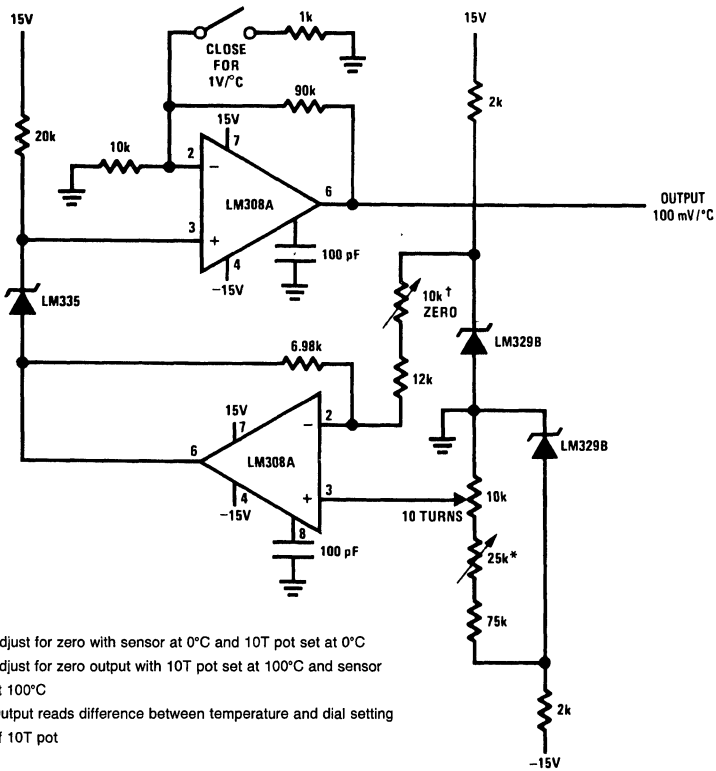 15V
1k
15V
CLOSE
FOR
1V/°C
2k
90k
20k
15V
10k
7
2
−
6
LM308A
OUTPUT
100 mV/°C
3
+
100 pF
4
−15V
10k†
ZERO
LM335
LM329B
6.98k
12k
15V
7
2
−
LM329B
6
LM308A
10k
3
+
10 TURNS
4
−15V
8
100 pF
25k*
75k
djust for zero with sensor at 0°C and 10T pot set at 0°C
djust for zero output with 10T pot set at 100°C and sensor
t 100°C
utput reads difference between temperature and dial setting
f 10T pot
2k
−15V